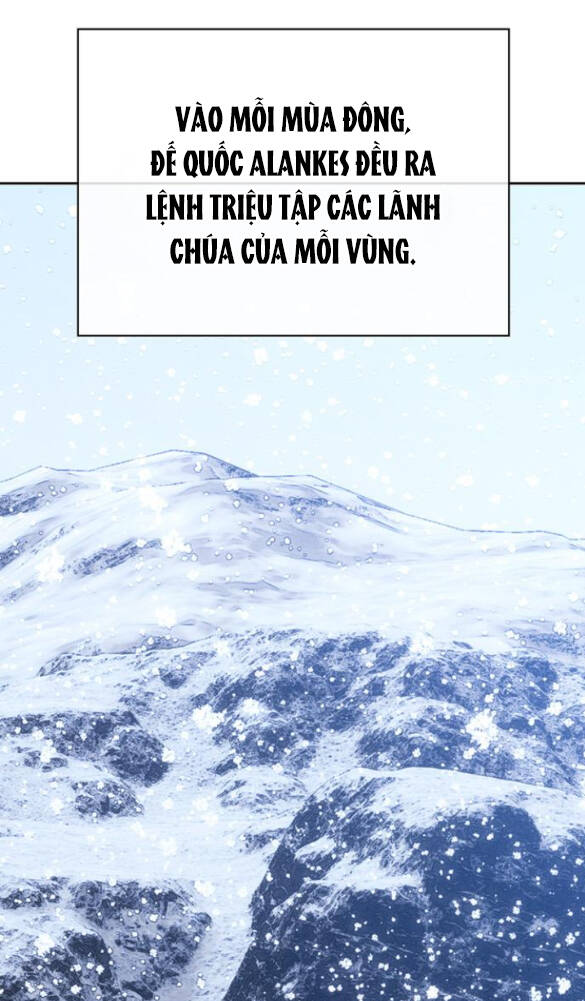 VÀO MỖI MÙA ĐÔNG,
ĐẾ QUỐC ALANKES ĐỀU RA
LỆNH TRIỆU TẬP CÁC LÃNH
CHÚA CỦA MỖI VÙNG.